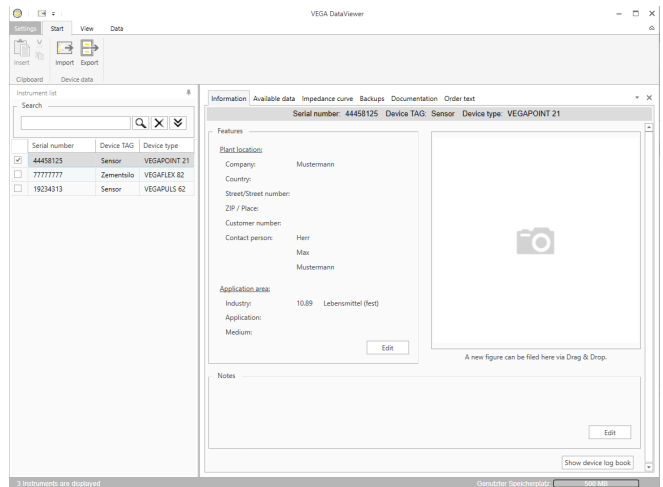 VEGA DataViewer
Settings Start View Data
Insert Import Export
Clipboard Device data
Instrument list
Search
Serial number Device TAG Device type
44458125 Sensor VEGAPOINT 21
77777777 Zementsilo VEGAFLEX 82
19234313 Sensor VEGAPULS 62
Information Available data Impedance curve Backups Documentation Order text
Serial number: 44458125 Device TAG: Sensor Device type: VEGAPOINT 21
Features
Plant location:
Company: Mustermann
Country:
Street/Street number:
ZIP / Place:
Customer number:
Contact person: Herr
Max
Mustermann
Application area:
Industry: 10.89 Lebensmittel (fest)
Application:
Medium:
Edit
A new figure can be filed here via Drag & Drop.
Notes
Edit
Show device log book
3 Instruments are displayed Genutzter Speicherplatz: 500 MB